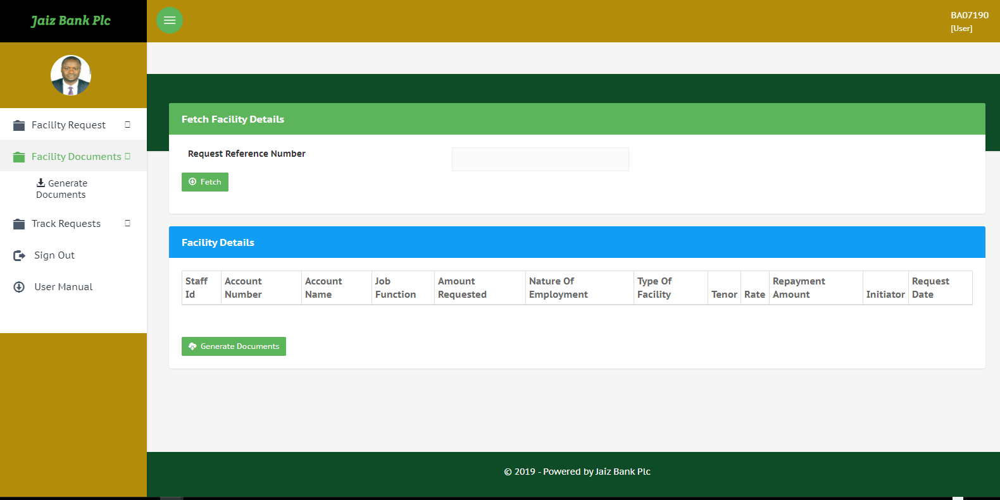 Jaiz Bank Plc
BA07190
[User]
Facility Request
Facility Documents
Generate
Documents
Track Requests
Sign Out
User Manual
Fetch Facility Details
Request Reference Number
Fetch
Facility Details
Staff Id
Account Number
Account Name
Job Function
Amount Requested
Nature Of Employment
Type Of Facility
Tenor
Rate
Repayment Amount
Initiator
Request Date
Generate Documents
© 2019 - Powered by Jaiz Bank Plc